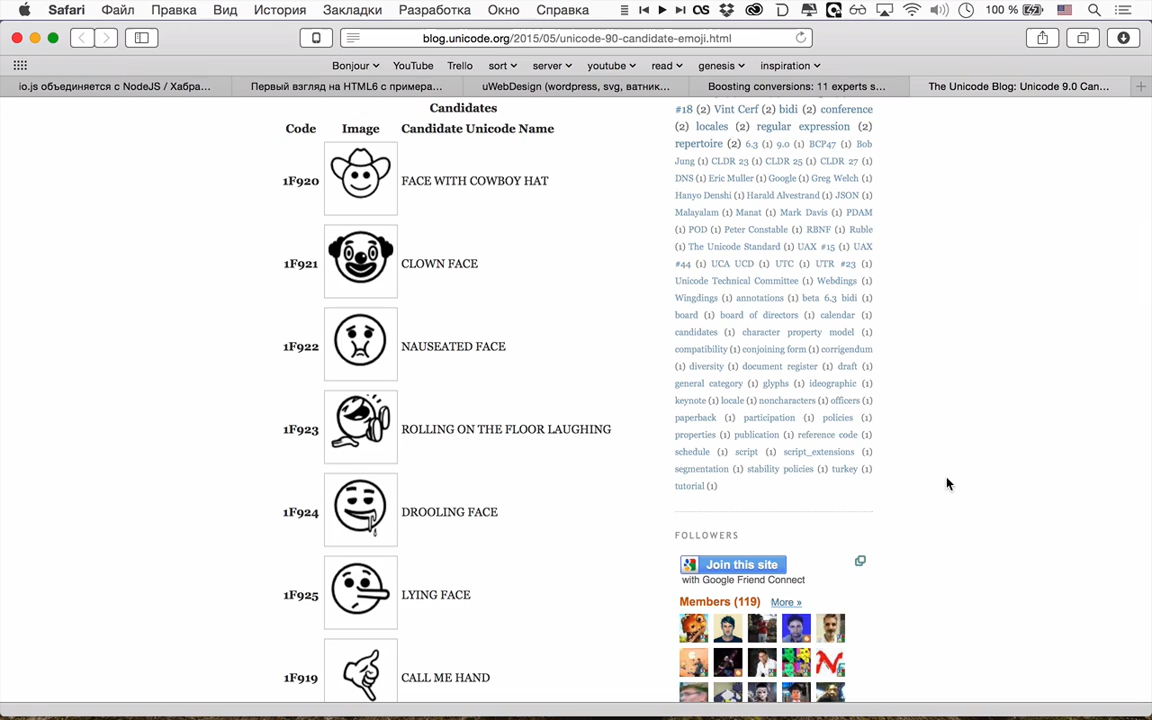 Safari Файл Правка Вид История Закладки Разработка Окно Справка 100 %
blog.unicode.org/2015/05/unicode-90-candidate-emoji.html
Bonjour YouTube Trello sort server youtube read genesis inspiration
io.js объединяется с NodeJS / Хабра... Первый взгляд на HTML6 с примера... uWebDesign (wordpress, svg, ватник... Boosting conversions: 11 experts s... The Unicode Blog: Unicode 9.0 Can...
Candidates
Code Image Candidate Unicode Name
1F920 FACE WITH COWBOY HAT
1F921 CLOWN FACE
1F922 NAUSEATED FACE
1F923 ROLLING ON THE FLOOR LAUGHING
1F924 DROOLING FACE
1F925 LYING FACE
1F919 CALL ME HAND
#18 (2) Vint Cerf (2) bidi (2) conference
(2) locales (2) regular expression (2)
repertoire (2) 6.3 (1) 9.0 (1) BCP47 (1) Bob
Jung (1) CLDR 23 (1) CLDR 25 (1) CLDR 27 (1)
DNS (1) Eric Muller (1) Google (1) Greg Welch (1)
Hanyo Denshi (1) Harald Alvestrand (1) JSON (1)
Malayalam (1) Manat (1) Mark Davis (1) PDAM
(1) POD (1) Peter Constable (1) RBNF (1) Ruble
(1) The Unicode Standard (1) UAX #15 (1) UAX
#44 (1) UCA UCD (1) UTC (1) UTR #23 (1)
Unicode Technical Committee (1) Webdings (1)
Wingdings (1) annotations (1) beta 6.3 bidi (1)
board (1) board of directors (1) calendar (1)
candidates (1) character property model (1)
compatibility (1) conjoining form (1) corrigendum
(1) diversity (1) document register (1) draft (1)
general category (1) glyphs (1) ideographic (1)
keynote (1) locale (1) noncharacters (1) officers (1)
paperback (1) participation (1) policies (1)
properties (1) publication (1) reference code (1)
schedule (1) script (1) script_extensions (1)
segmentation (1) stability policies (1) turkey (1)
tutorial (1)
FOLLOWERS
Join this site
with Google Friend Connect
Members (119) More »